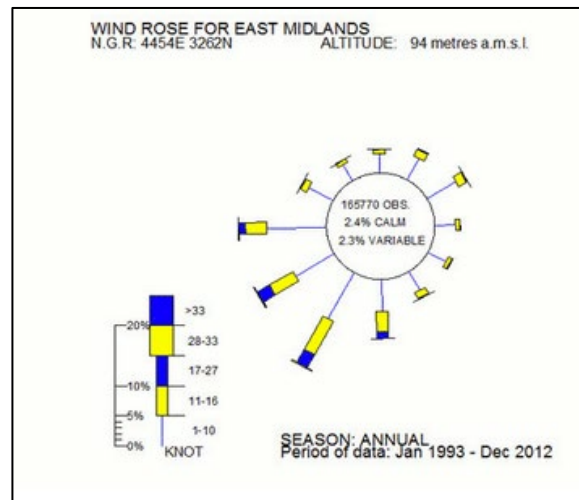 WIND ROSE FOR EAST MIDLANDS
N.G.R: 4454E 3262N ALTITUDE: 94 metres a.m.s.l.
165770 OBS.
2.4% CALM
2.3% VARIABLE
>33
20%
28-33
17-27
10%
11-16
5%
1-10
0%
KNOT
SEASON: ANNUAL
Period of data: Jan 1993 - Dec 2012